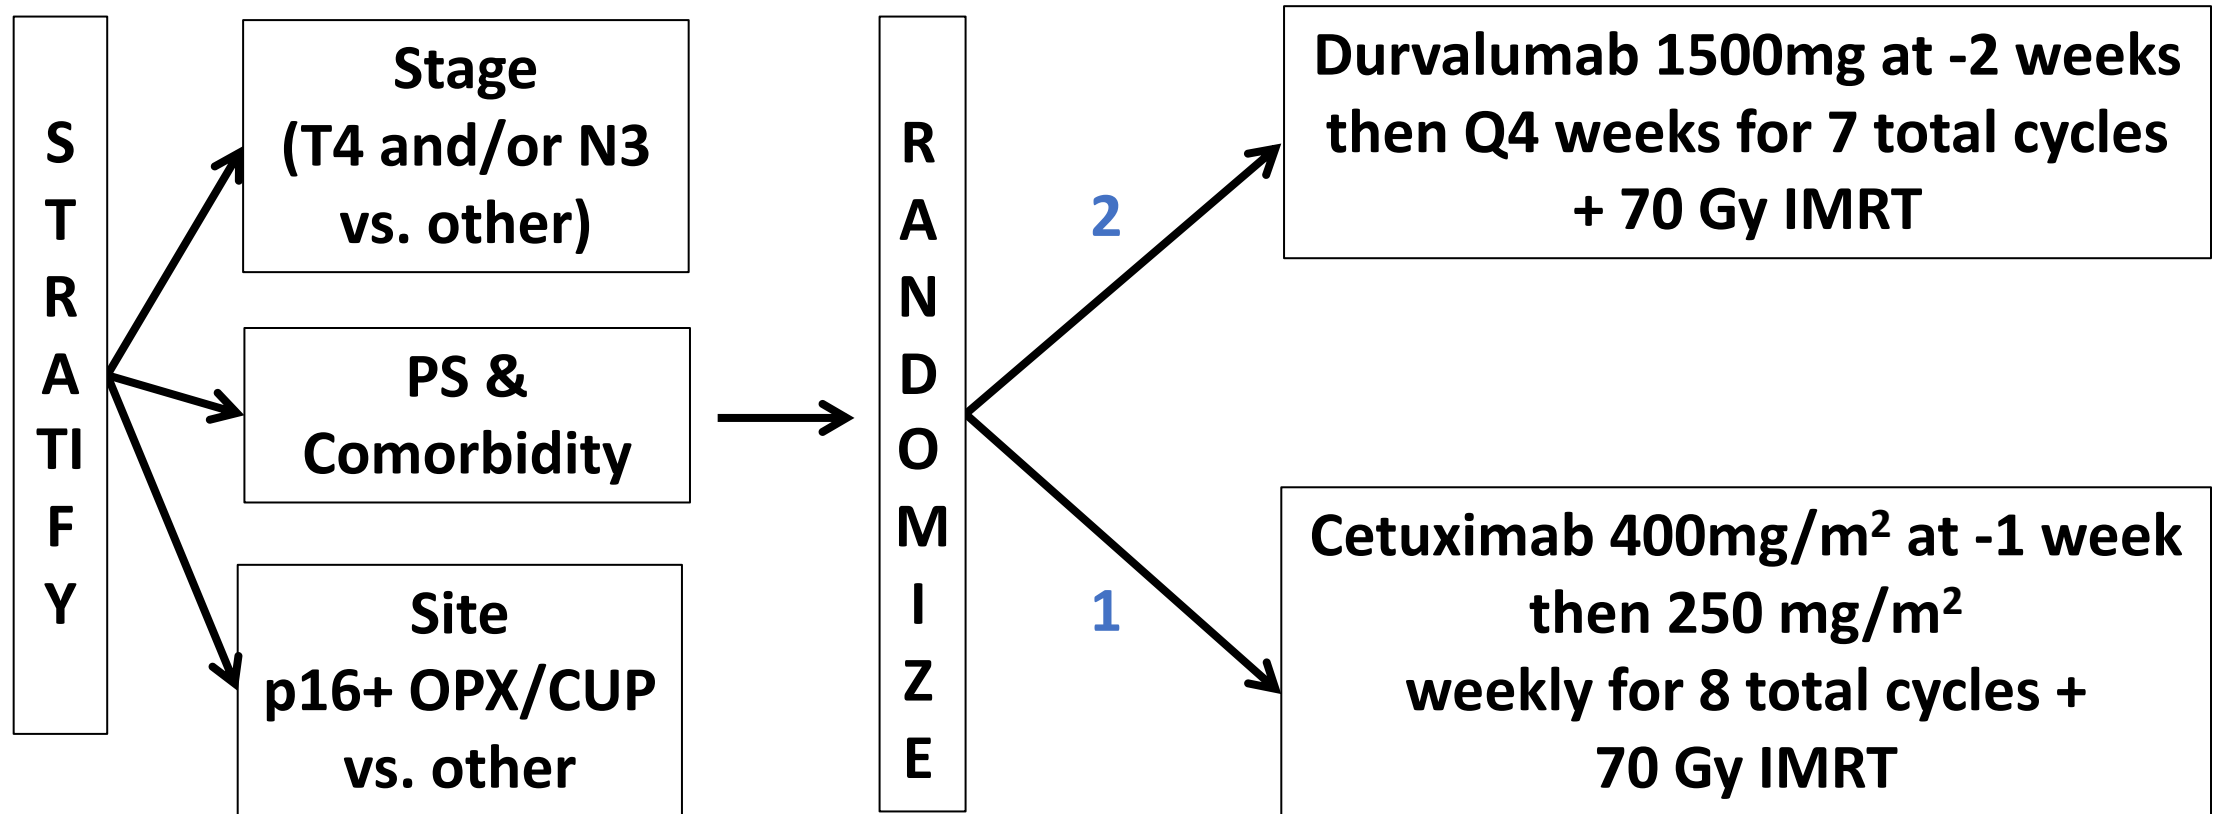 S
T
R
A
TI
F
Y
Stage
(T4 and/or N3
vs. other)
PS &
Comorbidity
Site
p16+ OPX/CUP
vs. other
R
A
N
D
O
M
I
Z
E
2
1
Durvalumab 1500mg at -2 weeks
then Q4 weeks for 7 total cycles
+ 70 Gy IMRT
Cetuximab 400mg/m² at -1 week
then 250 mg/m²
weekly for 8 total cycles +
70 Gy IMRT